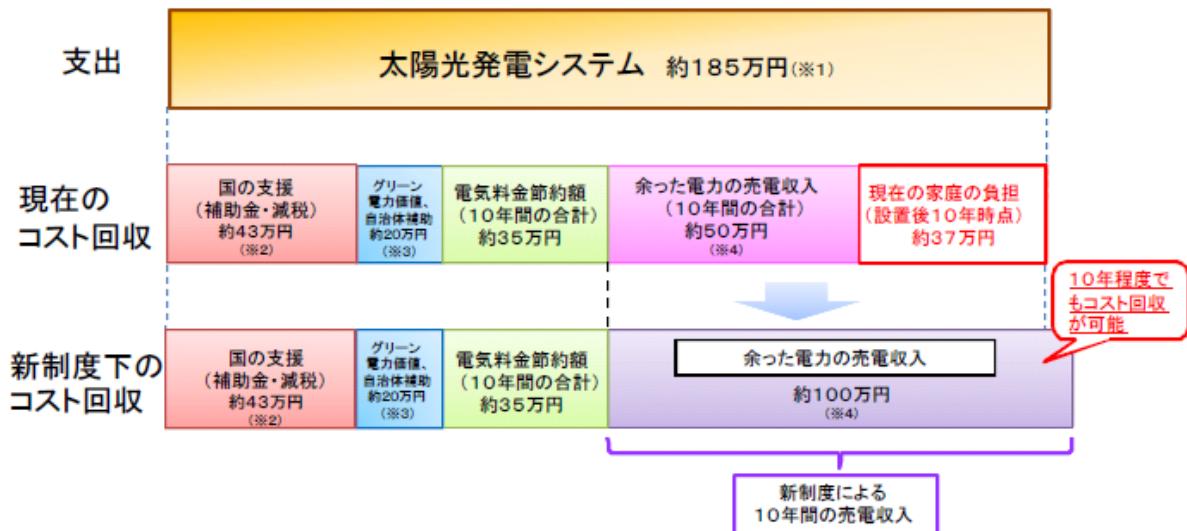 支出
太陽光発電システム 約185万円(※1)
現在の
コスト回収
国の支援
(補助金・減税)
約43万円
(※2)
グリーン
電力価値、
自治体補助
約20万円
(※3)
電気料金節約額
(10年間の合計)
約35万円
余った電力の売電収入
(10年間の合計)
約50万円
(※4)
現在の家庭の負担
(設置後10年時点)
約37万円
10年程度で
もコスト回収
が可能
新制度下の
コスト回収
国の支援
(補助金・減税)
約43万円
(※2)
グリーン
電力価値、
自治体補助
約20万円
(※3)
電気料金節約額
(10年間の合計)
約35万円
余った電力の売電収入
約100万円
(※4)
新制度による
10年間の売電収入